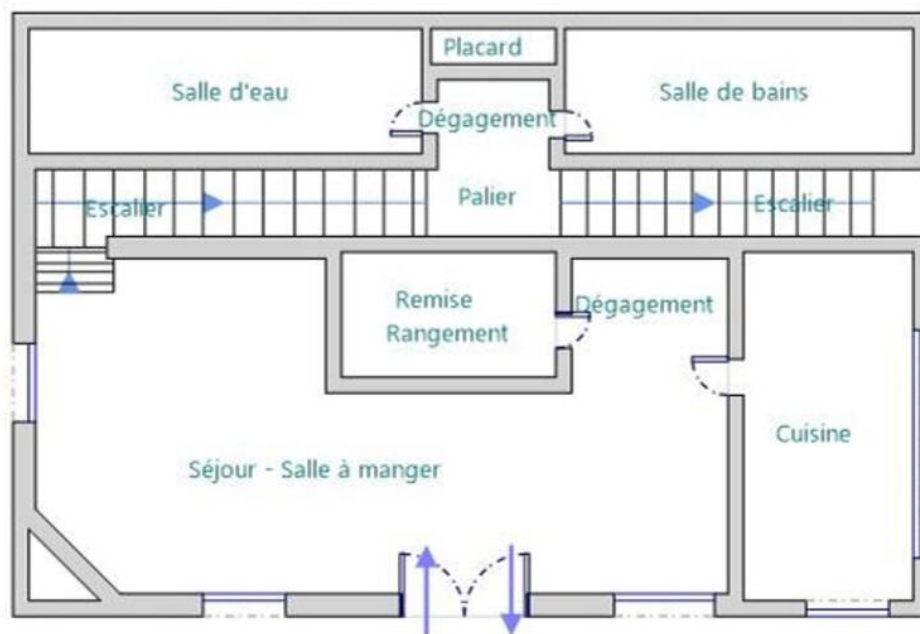 Placard
Salle d'eau
Salle de bains
Dégagement
Palier
Escalier
Escalier
Remise
Rangement
Dégagement
Cuisine
Séjour - Salle à manger